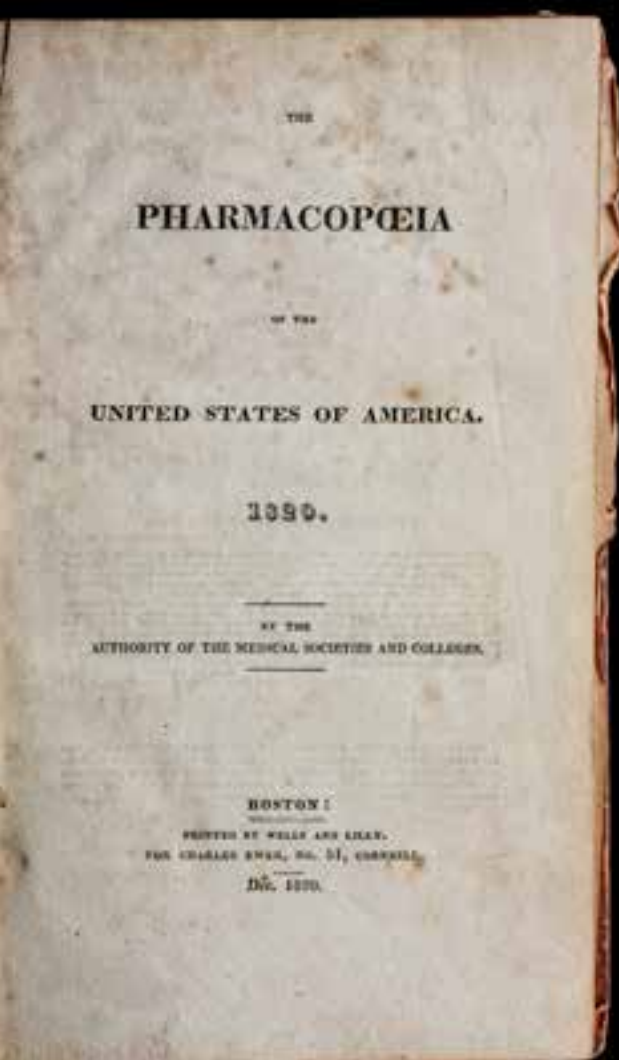 THE
PHARMACOPŒIA
OF THE
UNITED STATES OF AMERICA.
1820.
BY THE
AUTHORITY OF THE MEDICAL SOCIETIES AND COLLEGES.
BOSTON:
PRINTED BY WELLS AND LILLY,
FOR CHARLES EWER, NO. 51, CORNHILL.
Dec. 1820.